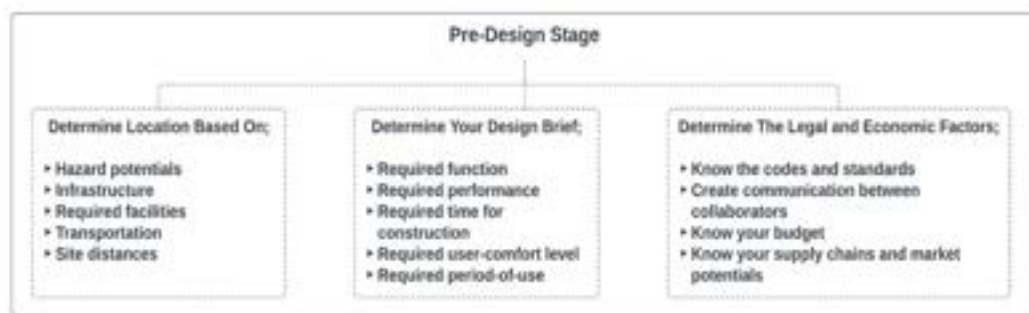 Pre-Design Stage
Determine Location Based On;
‣ Hazard potentials
‣ Infrastructure
‣ Required facilities
‣ Transportation
‣ Site distances
Determine Your Design Brief;
‣ Required function
‣ Required performance
‣ Required time for
construction
‣ Required user-comfort level
‣ Required period-of-use
Determine The Legal and Economic Factors;
‣ Know the codes and standards
‣ Create communication between
collaborators
‣ Know your budget
‣ Know your supply chains and market
potentials